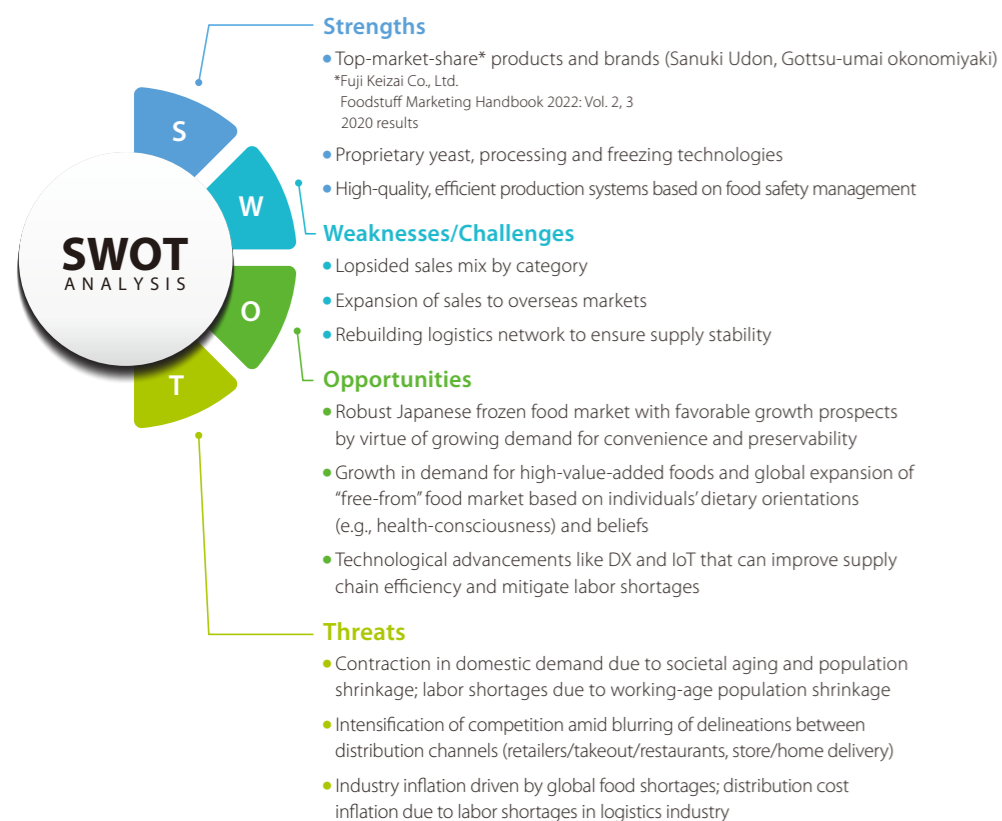 Strengths
• Top-market-share* products and brands (Sanuki Udon, Gottsu-umai okonomiyaki)
*Fuji Keizai Co., Ltd.
Foodstuff Marketing Handbook 2022: Vol. 2, 3
2020 results
• Proprietary yeast, processing and freezing technologies
• High-quality, efficient production systems based on food safety management
S
W
O
T
SWOT
ANALYSIS
Weaknesses/Challenges
• Lopsided sales mix by category
• Expansion of sales to overseas markets
• Rebuilding logistics network to ensure supply stability
Opportunities
• Robust Japanese frozen food market with favorable growth prospects
by virtue of growing demand for convenience and preservability
• Growth in demand for high-value-added foods and global expansion of
“free-from” food market based on individuals’ dietary orientations
(e.g., health-consciousness) and beliefs
• Technological advancements like DX and IoT that can improve supply
chain efficiency and mitigate labor shortages
Threats
• Contraction in domestic demand due to societal aging and population
shrinkage; labor shortages due to working-age population shrinkage
• Intensification of competition amid blurring of delineations between
distribution channels (retailers/takeout/restaurants, store/home delivery)
• Industry inflation driven by global food shortages; distribution cost
inflation due to labor shortages in logistics industry